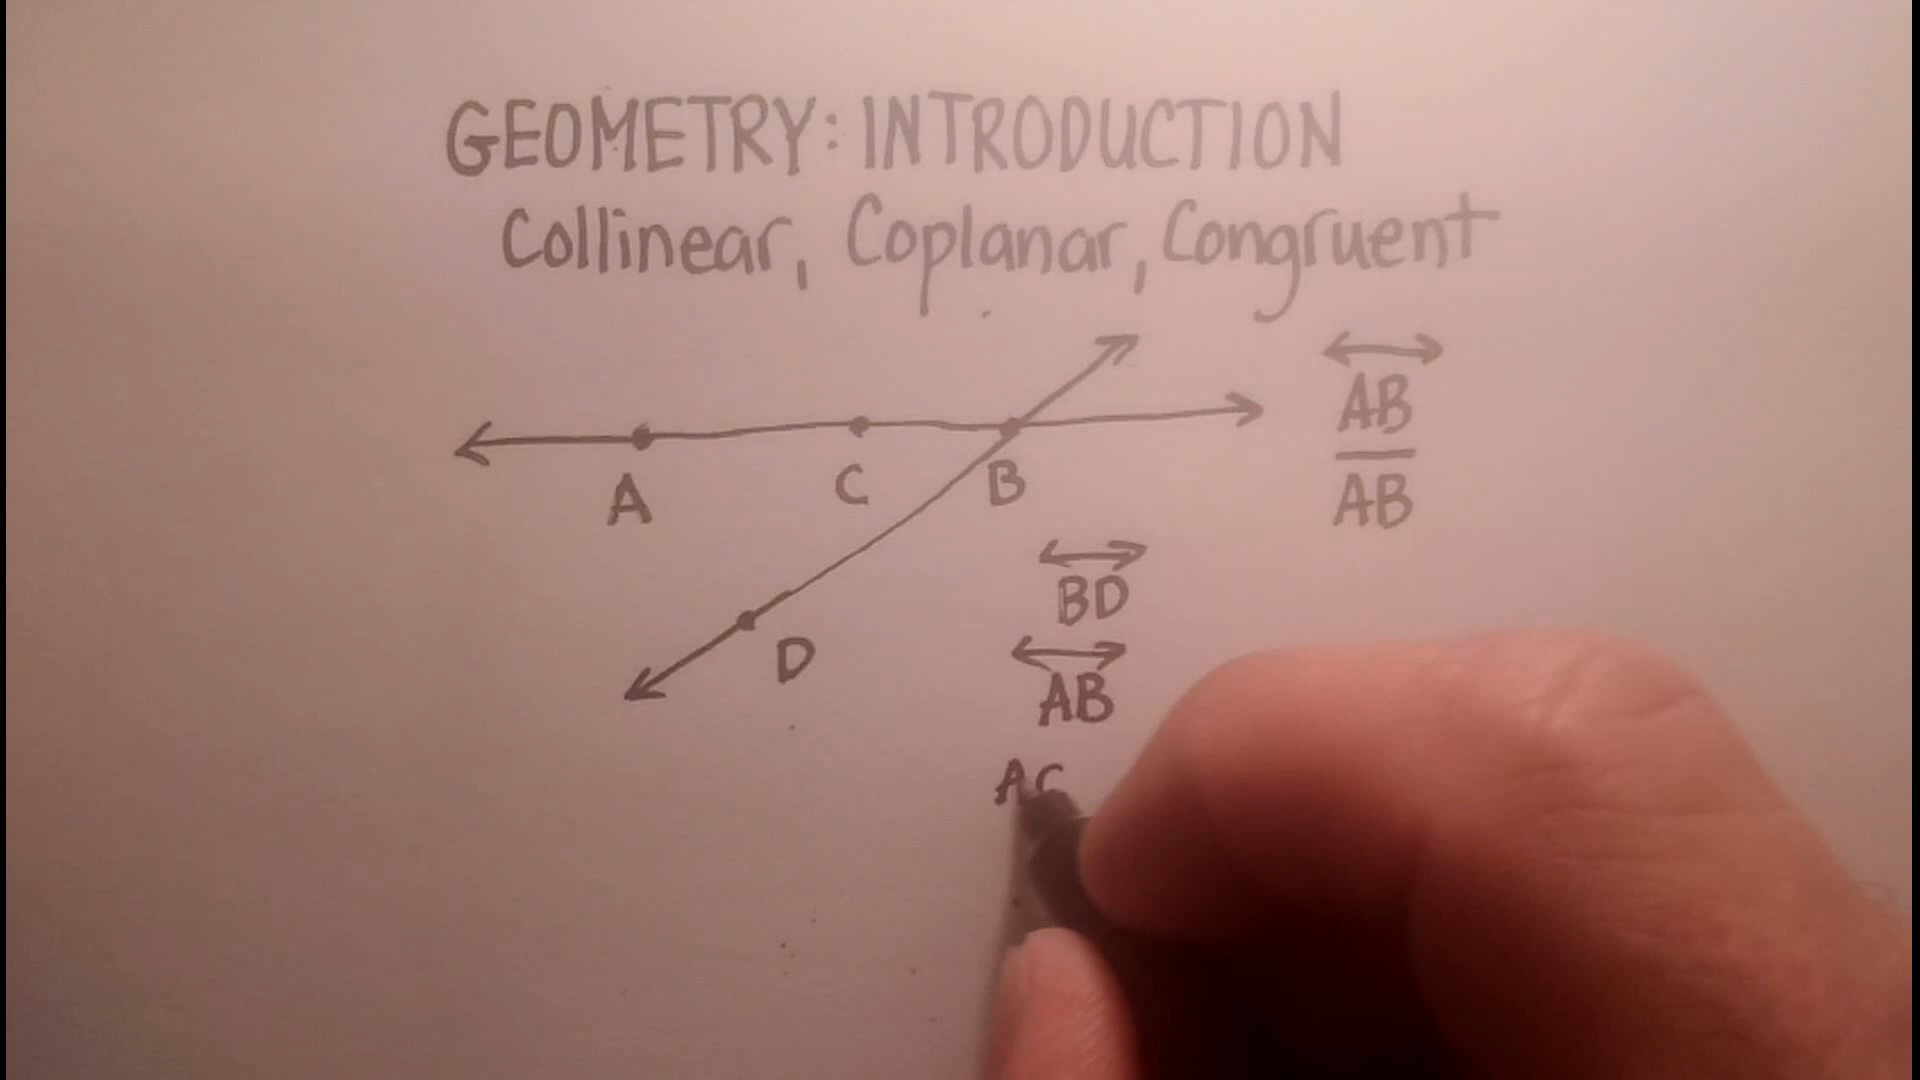 GEOMETRY: INTRODUCTION
Collinear, Coplanar, Congruent
A C B
D
AB
AB
BD
AB
AC